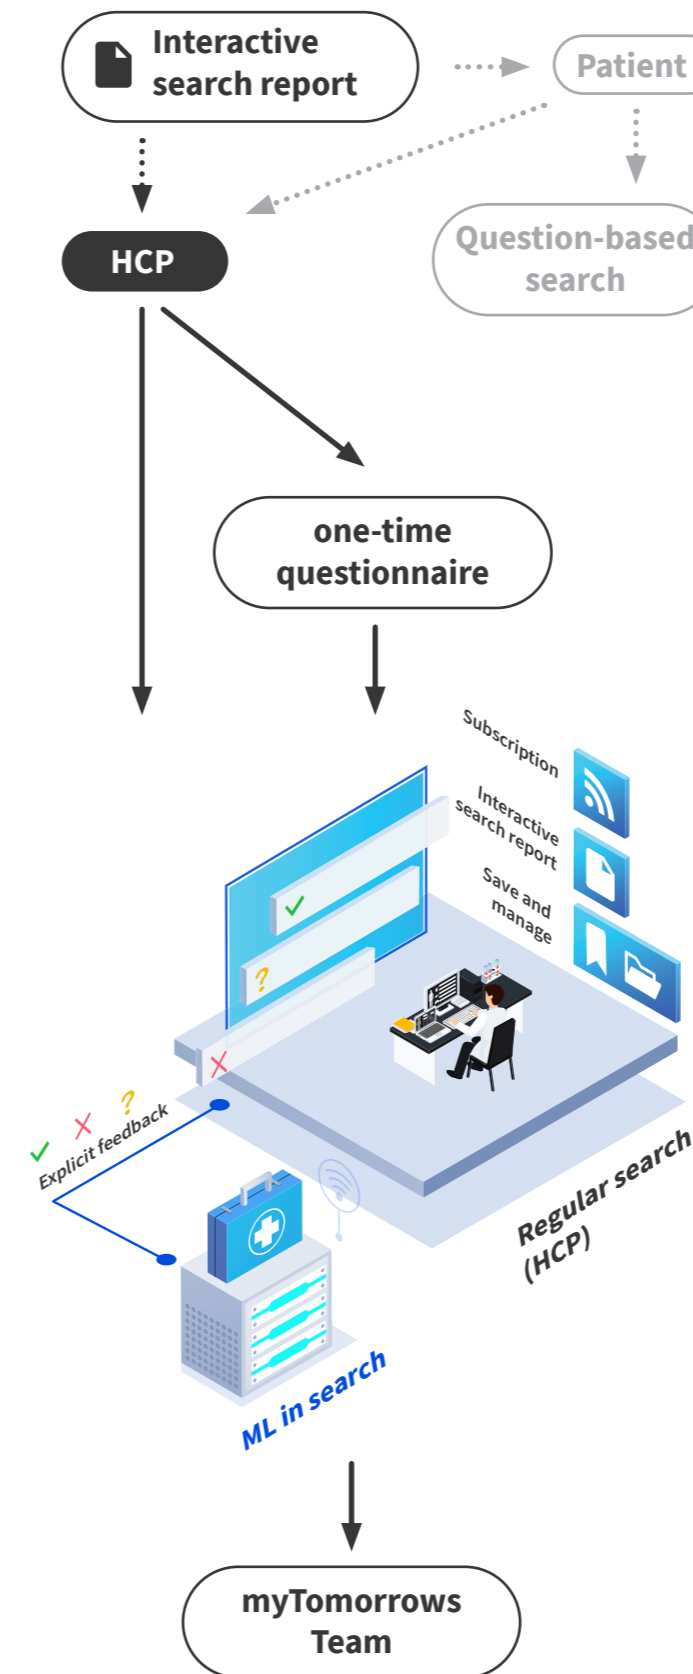 Interactive
search report
Patient
HCP
Question-based
search
one-time
questionnaire
Subscription
Interactive
search report
Save and
manage
Explicit feedback
Regular search
(HCP)
ML in search
myTomorrows
Team